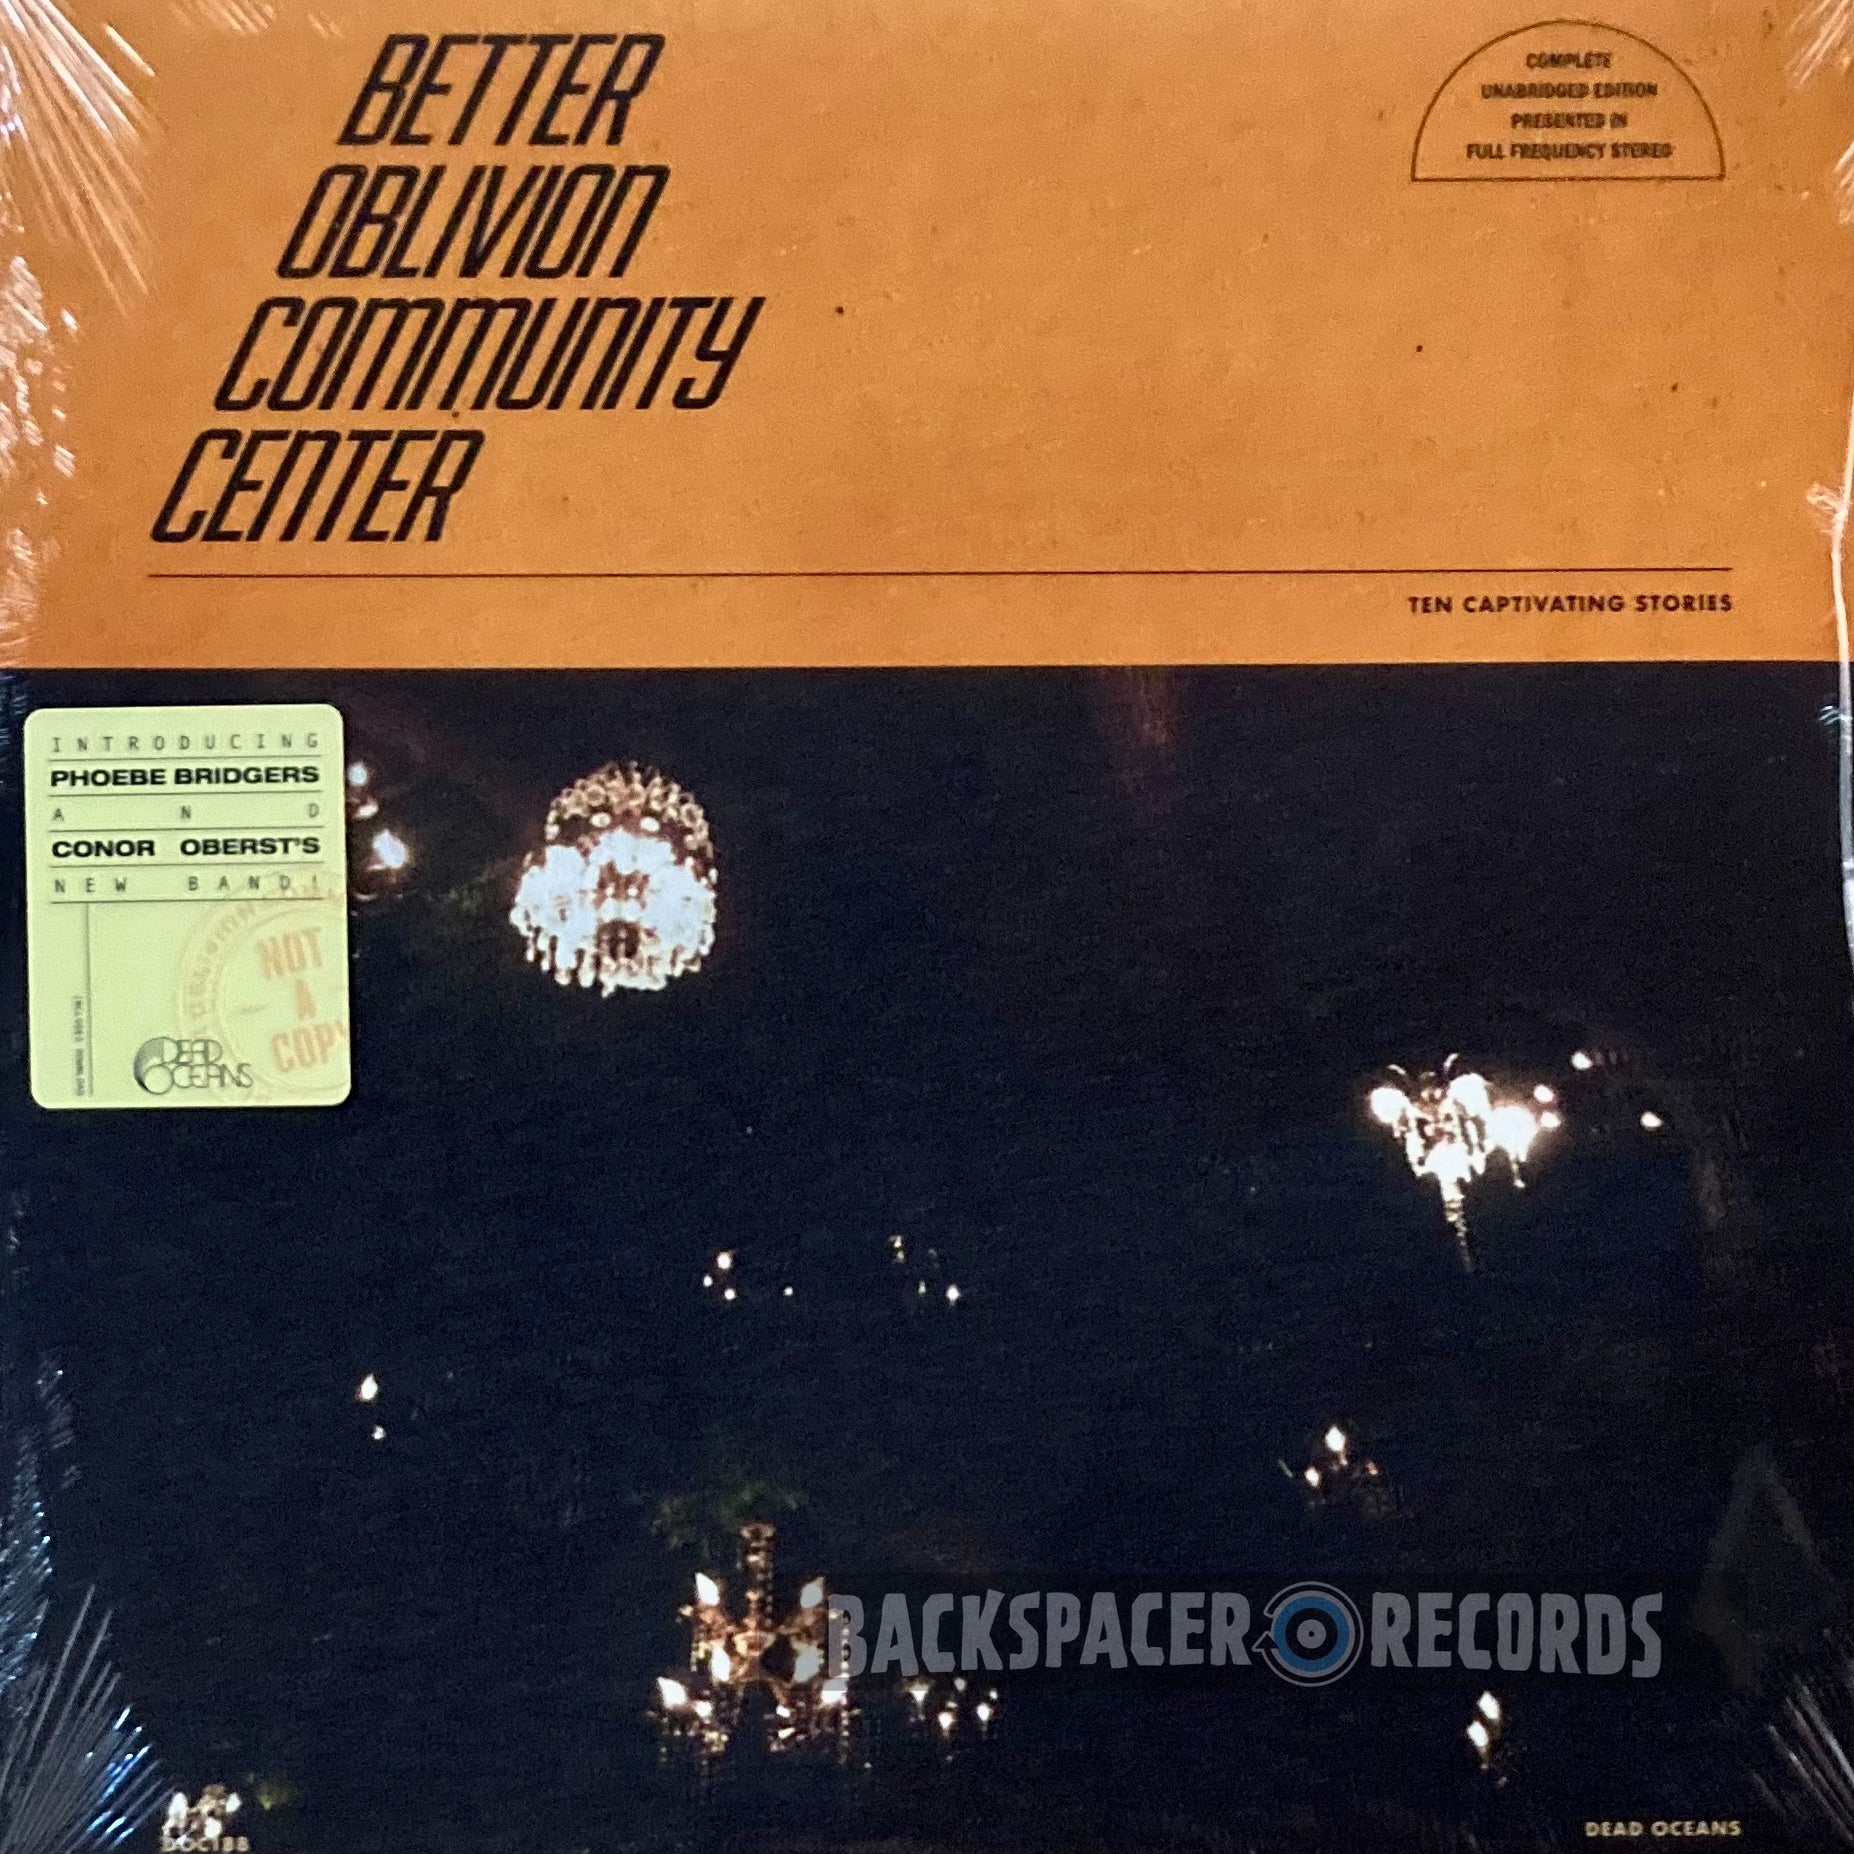 BETTER
OBLIVION
COMMUNITY
CENTER
COMPLETE
UNABRIDGED EDITION
PRESENTED IN
FULL FREQUENCY STEREO
TEN CAPTIVATING STORIES
INTRODUCING
PHOEBE BRIDGERS
AND
CONOR OBERST'S
NEW BAND!
NOT
A
COPY
DEAD
OCEANS
BACKSPACER RECORDS
DOC188
DEAD OCEANS